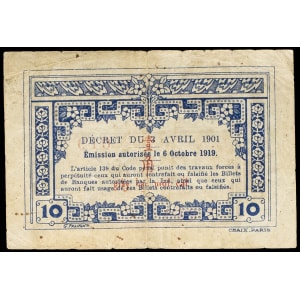 DECRET DU 3 AVRIL 1901
Émission autorisée le 6 Octobre 1919.
L'article 139 du Code pénal punit des travaux forcés à
perpétuité ceux qui auront contrefait ou falsifié les Billets
de Banques autorisées par la loi, ainsi que ceux qui auront
fait usage de ces Billets contrefaits ou falsifiés.
10
10
CHAIX, PARIS